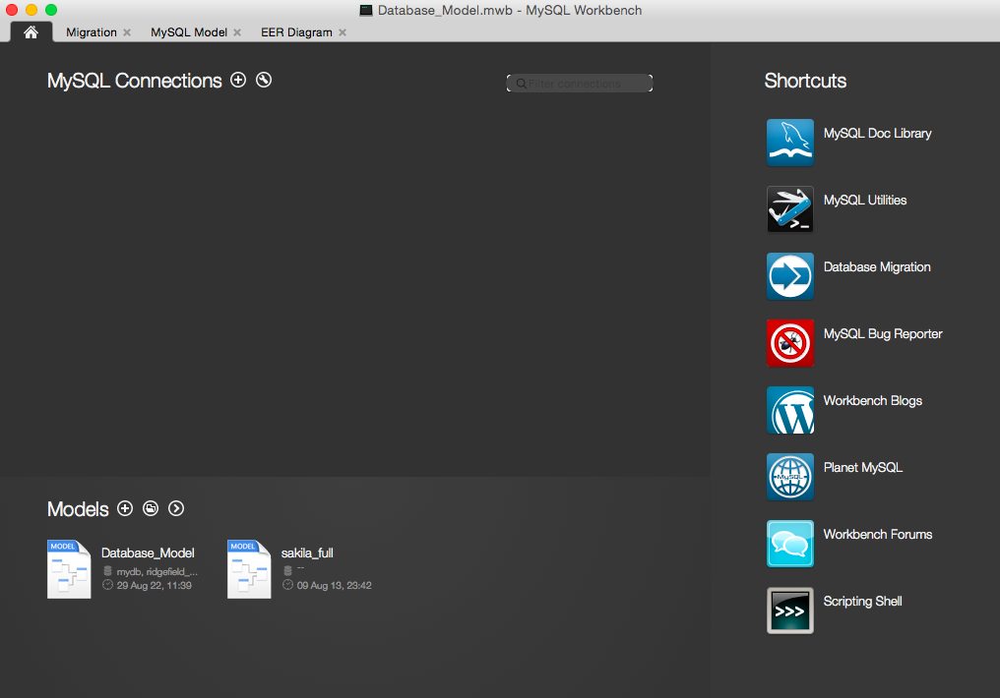 Database_Model.mwb - MySQL Workbench
Migration
MySQL Model
EER Diagram
MySQL Connections
Filter connections
Models
MODEL
Database_Model
mydb, ridgefield_...
29 Aug 22, 11:39
MODEL
sakila_full
--
09 Aug 13, 23:42
Shortcuts
MySQL Doc Library
>_
MySQL Utilities
Database Migration
MySQL Bug Reporter
W
Workbench Blogs
MySQL
Planet MySQL
Workbench Forums
>>>
Scripting Shell